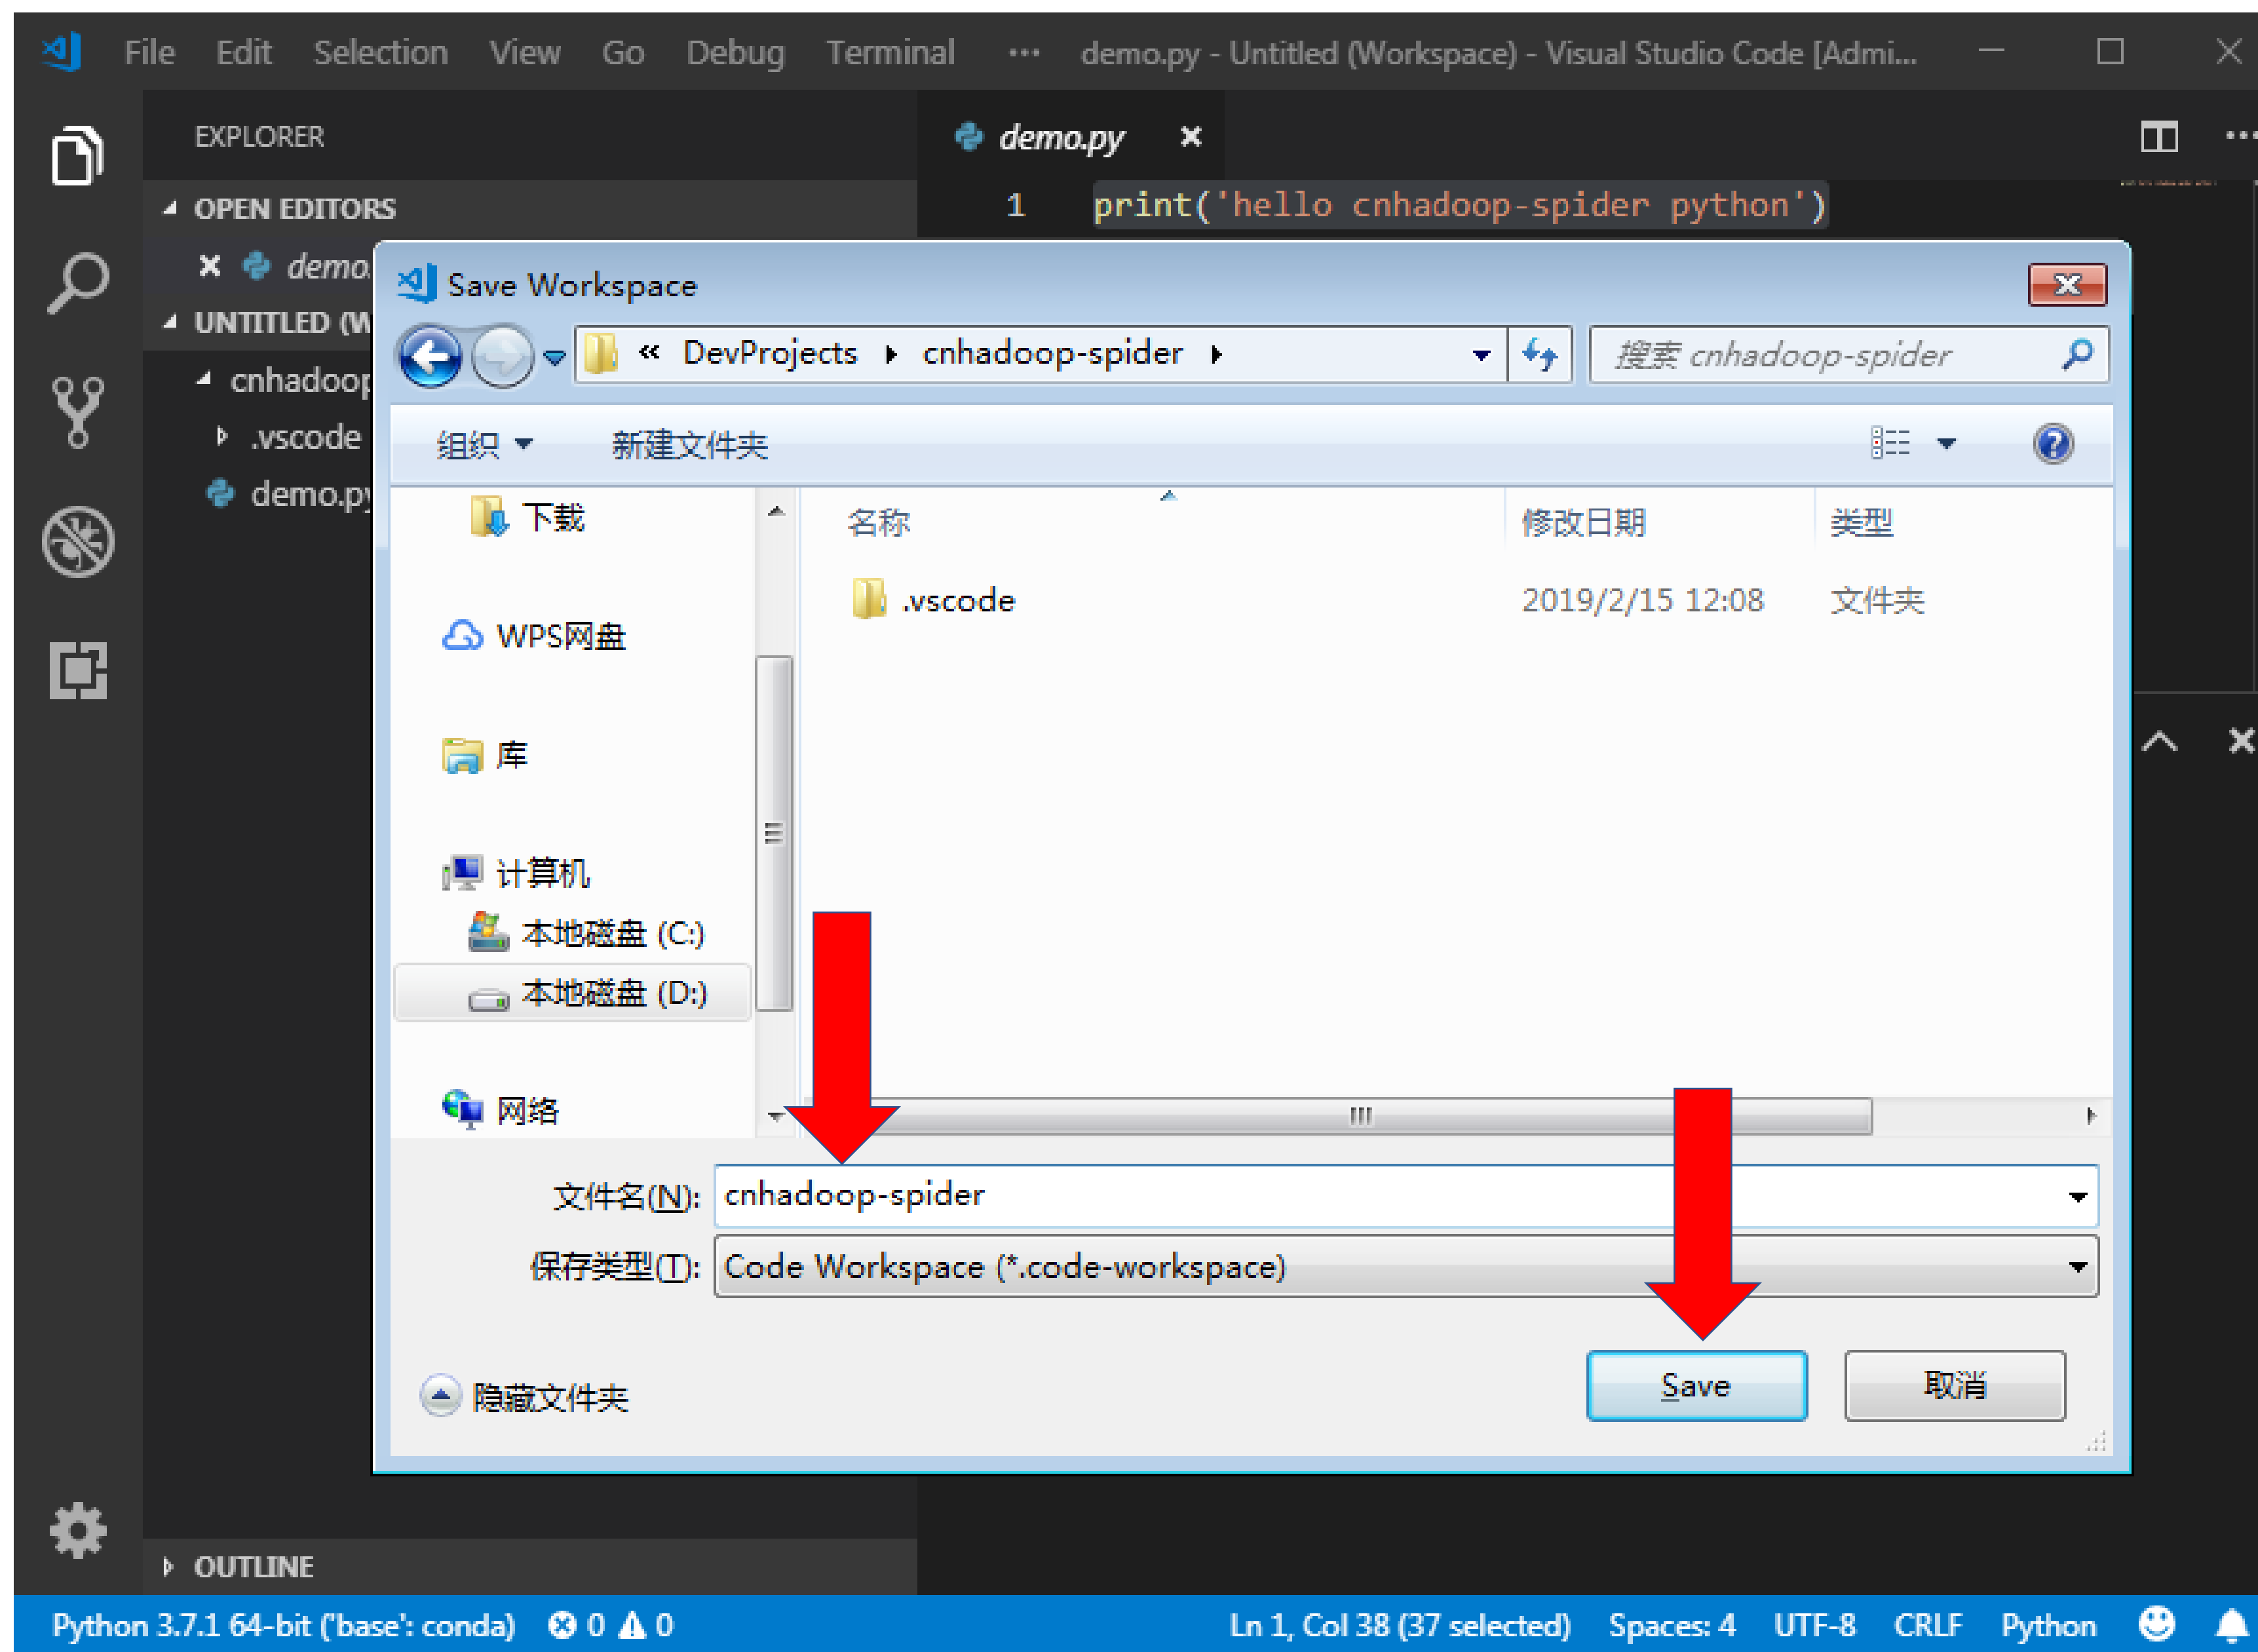 File Edit Selection View Go Debug Terminal ··· demo.py - Untitled (Workspace) - Visual Studio Code [Admi...
EXPLORER
demo.py
OPEN EDITORS
1 print('hello cnhadoop-spider python')
demo.
UNTITLED (W
cnhadoop
.vscode
demo.py
Save Workspace
« DevProjects cnhadoop-spider
搜索 cnhadoop-spider
组织 新建文件夹
下载
WPS网盘
库
计算机
本地磁盘 (C:)
本地磁盘 (D:)
网络
名称 修改日期 类型
.vscode 2019/2/15 12:08 文件夹
文件名(N): cnhadoop-spider
保存类型(T): Code Workspace (*.code-workspace)
隐藏文件夹
Save 取消
OUTLINE
Python 3.7.1 64-bit ('base': conda) 0 0 Ln 1, Col 38 (37 selected) Spaces: 4 UTF-8 CRLF Python